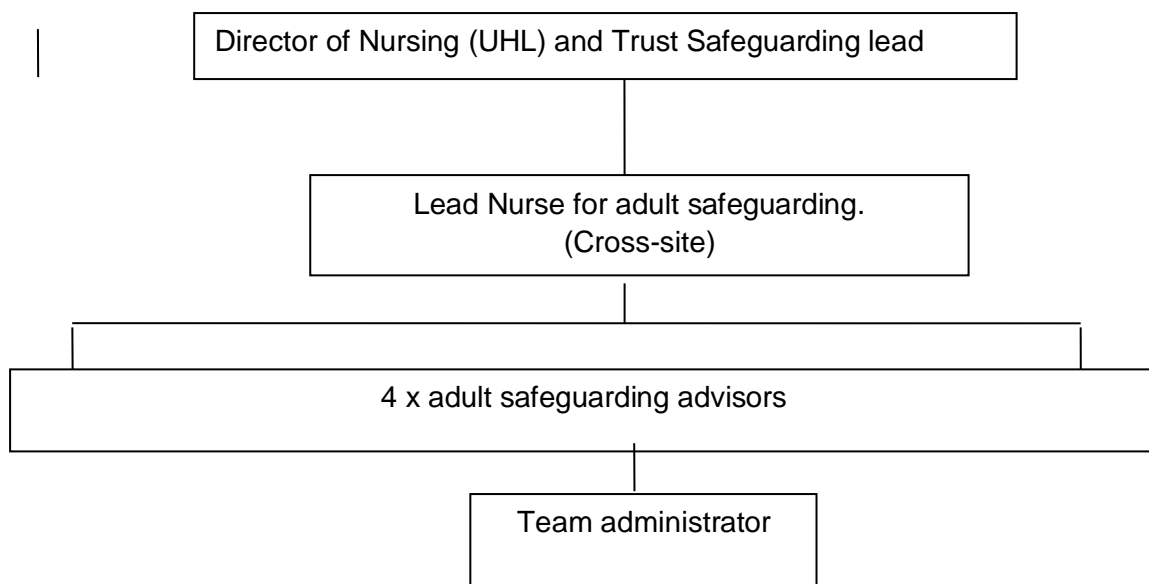 Director of Nursing (UHL) and Trust Safeguarding lead
Lead Nurse for adult safeguarding.
(Cross-site)
4 x adult safeguarding advisors
Team administrator